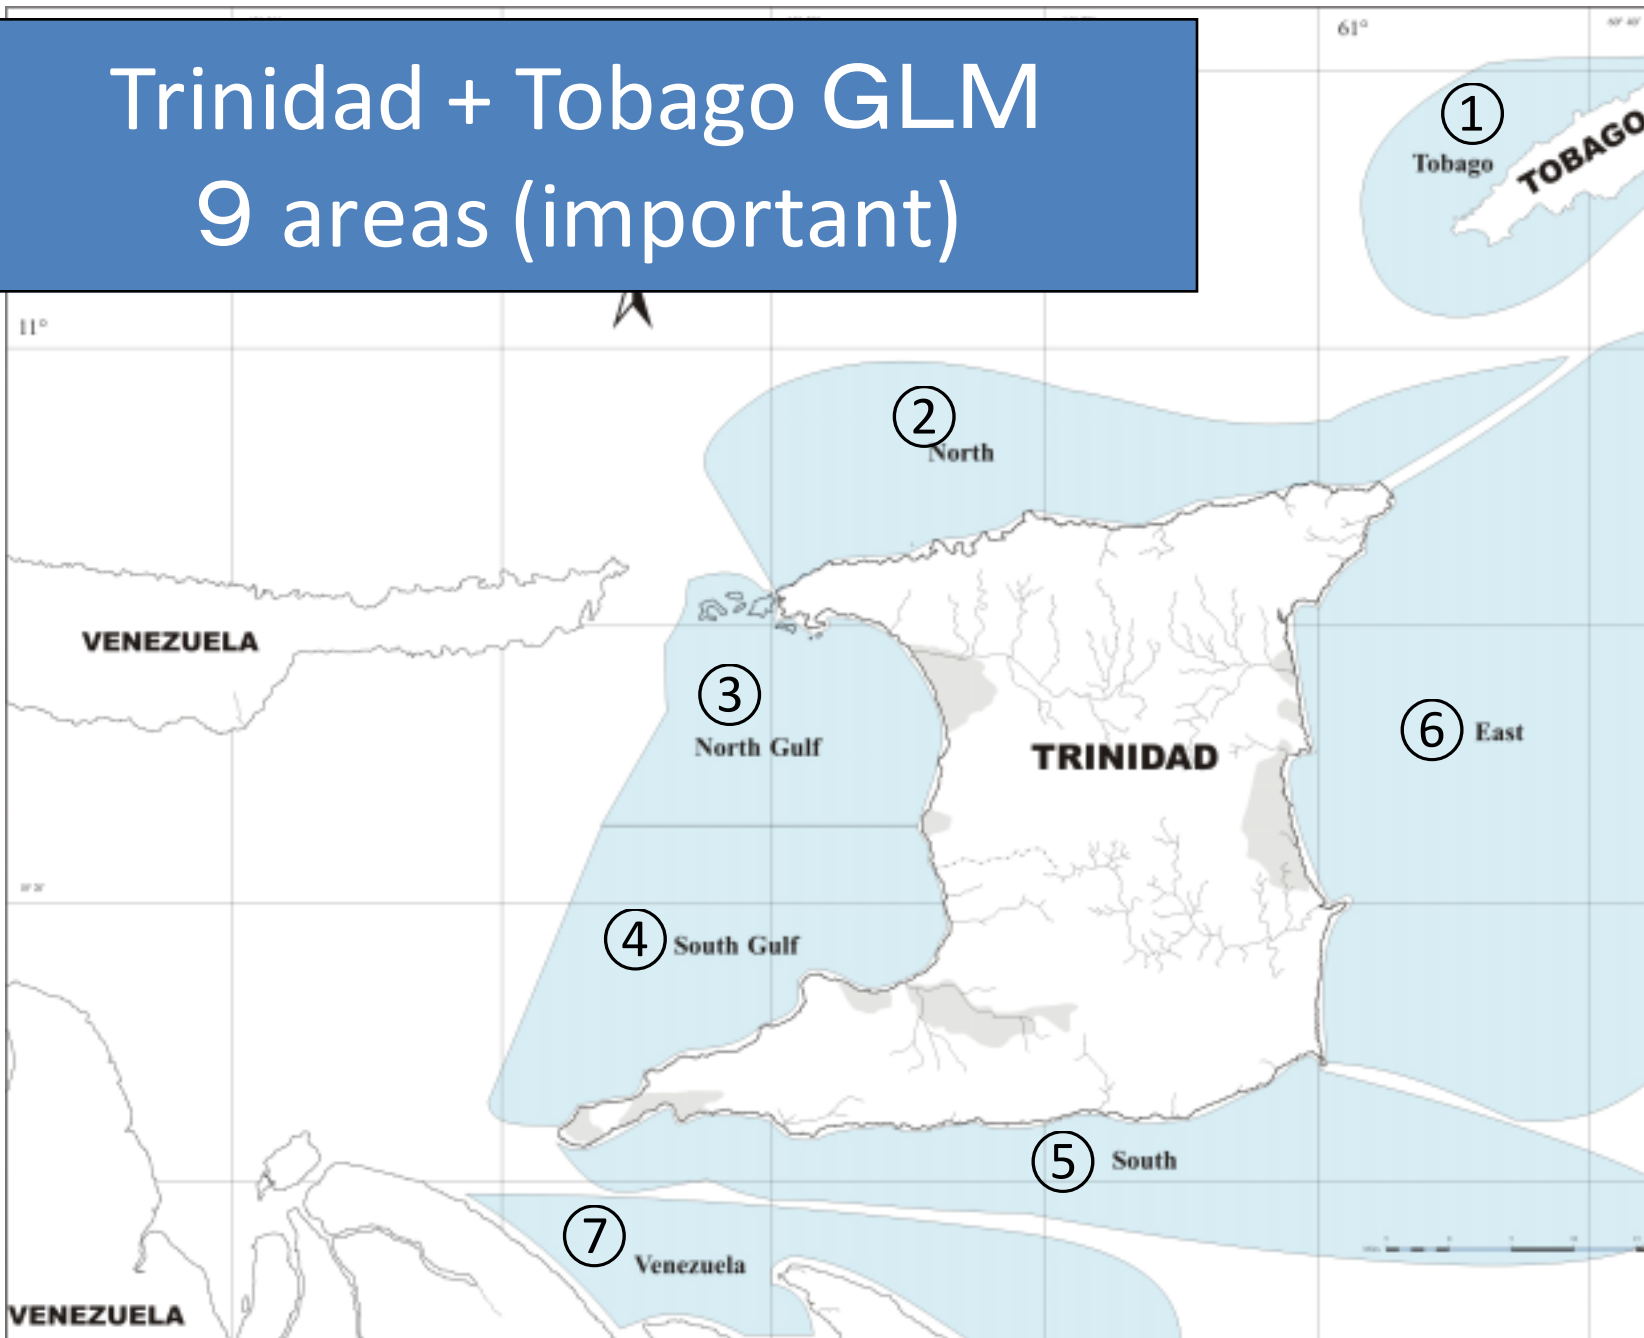 Trinidad + Tobago GLM
9 areas (important)
61°
①
Tobago
TOBAGO
11°
②
North
VENEZUELA
③
North Gulf
TRINIDAD
⑥ East
④ South Gulf
⑤ South
⑦
Venezuela
VENEZUELA